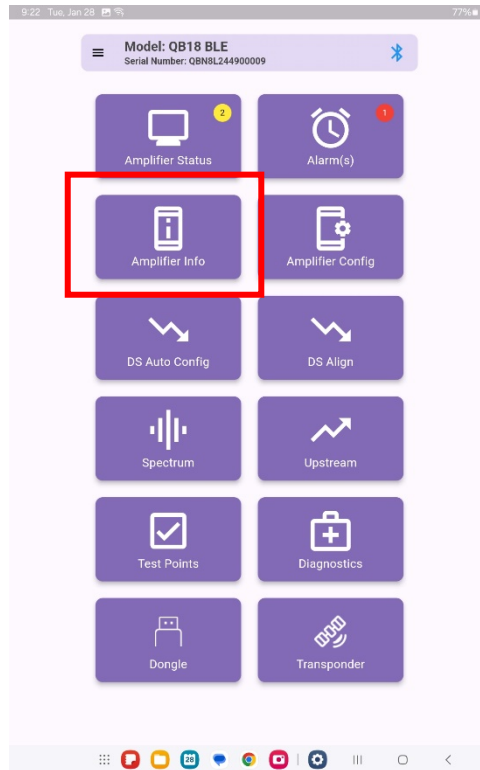 9:22 Tue, Jan 28
77%
Model: QB18 BLE
Serial Number: QBN8L244900009
2
1
Amplifier Status
Alarm(s)
Amplifier Info
Amplifier Config
DS Auto Config
DS Align
Spectrum
Upstream
Test Points
Diagnostics
Dongle
Transponder
28